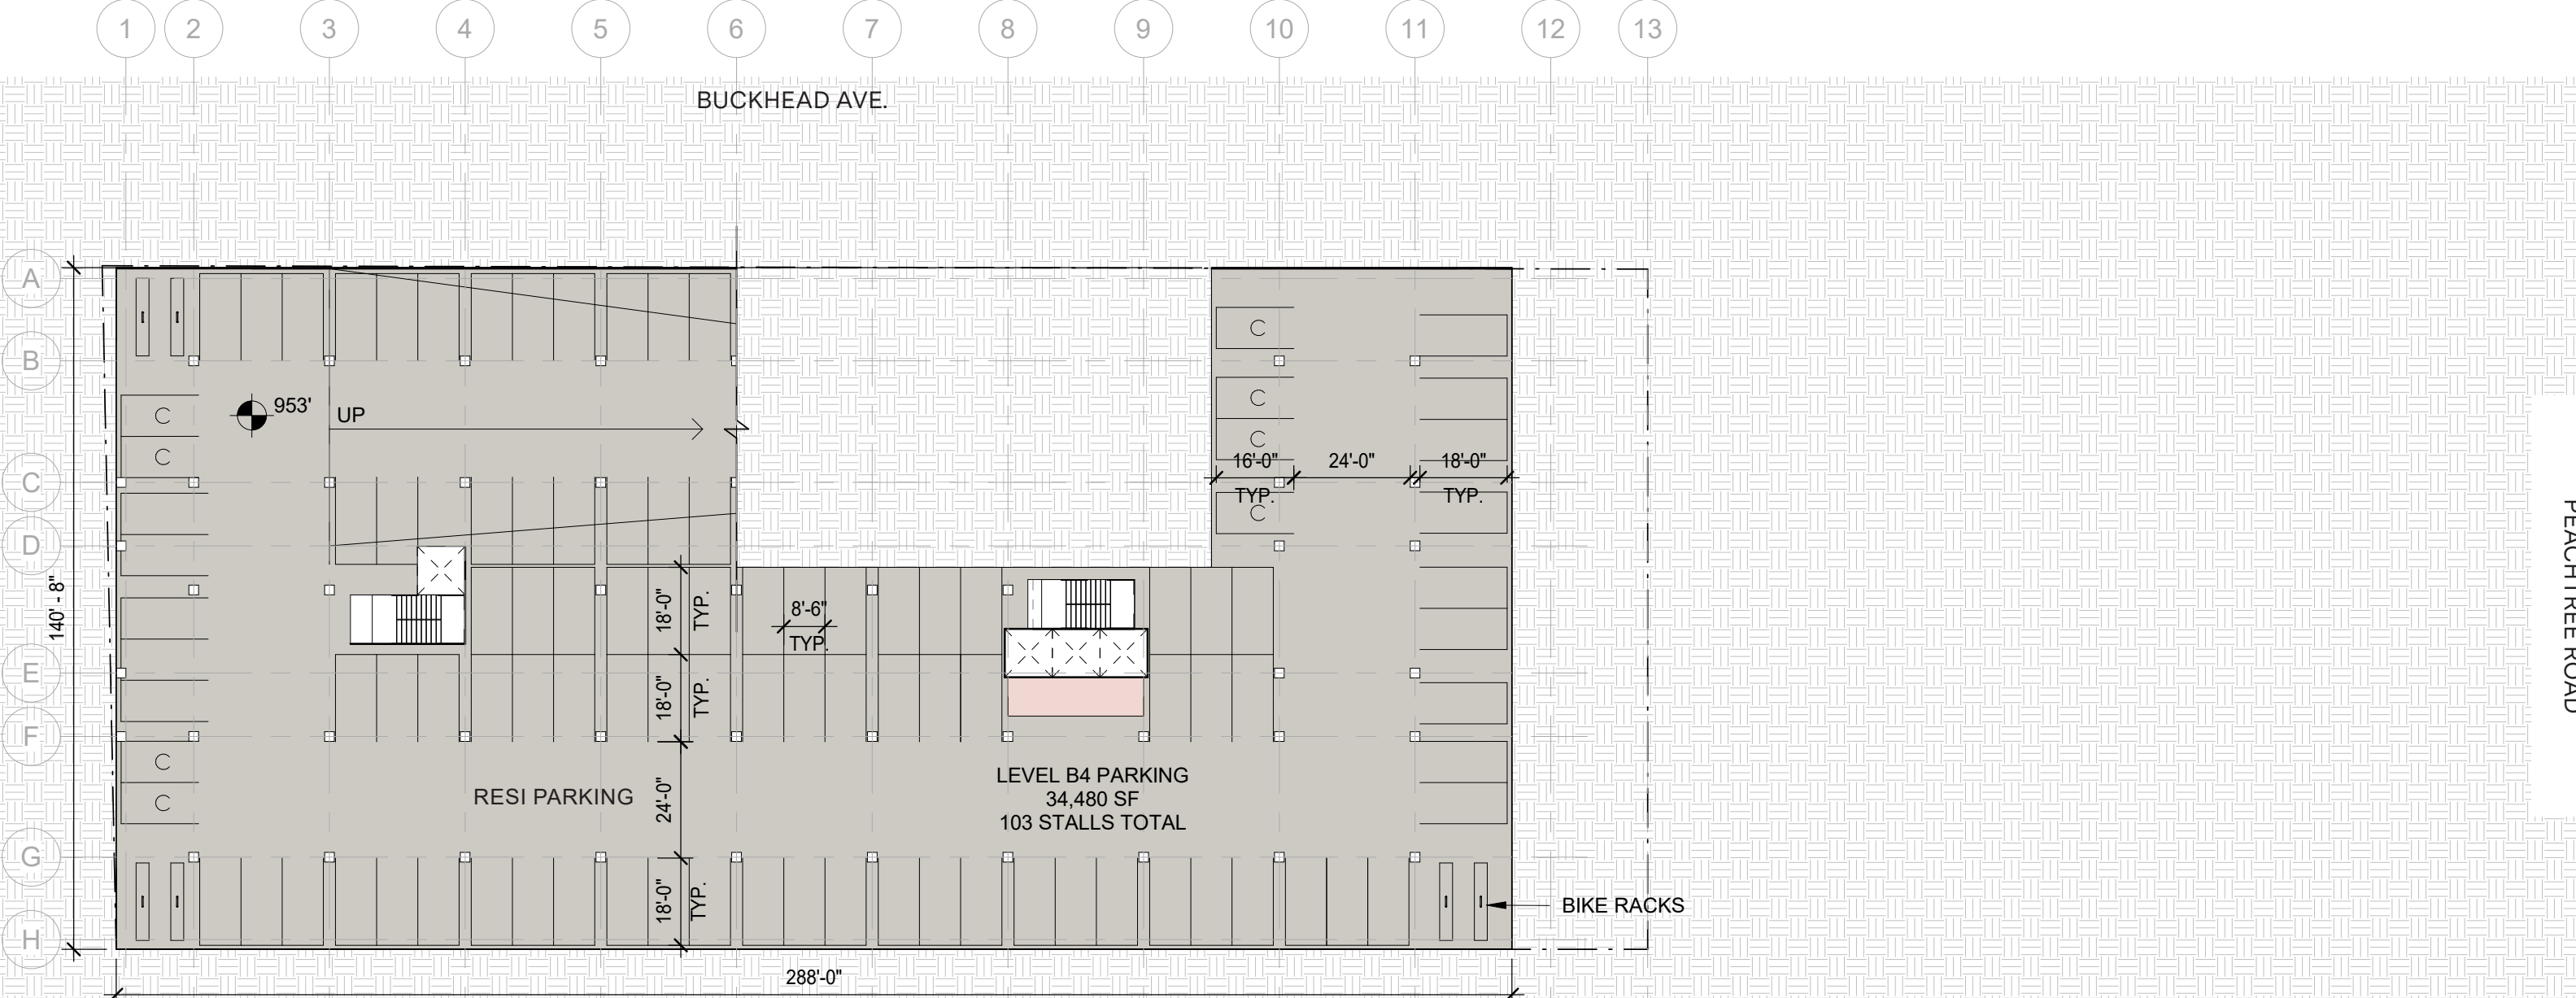 1 2 3 4 5 6 7 8 9 10 11 12 13
BUCKHEAD AVE.
A
B
C
D
E
F
G
H
C
C
C
C
C
C
C
C
953'
UP
16'-0" 24'-0" 18'-0"
TYP. TYP.
140' - 8"
18'-0" TYP.
8'-6"
TYP.
18'-0" TYP.
24'-0"
18'-0" TYP.
RESI PARKING
LEVEL B4 PARKING
34,480 SF
103 STALLS TOTAL
BIKE RACKS
288'-0"
PEACHTREE ROAD